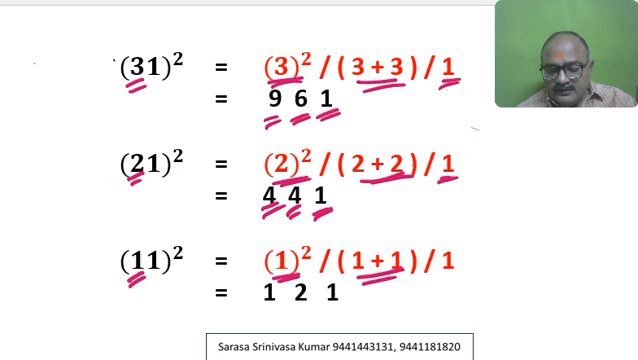 (31)² = (3)² / ( 3 + 3 ) / 1
= 9 6 1
(21)² = (2)² / ( 2 + 2 ) / 1
= 4 4 1
(11)² = (1)² / ( 1 + 1 ) / 1
= 1 2 1
Sarasa Srinivasa Kumar 9441443131, 9441181820